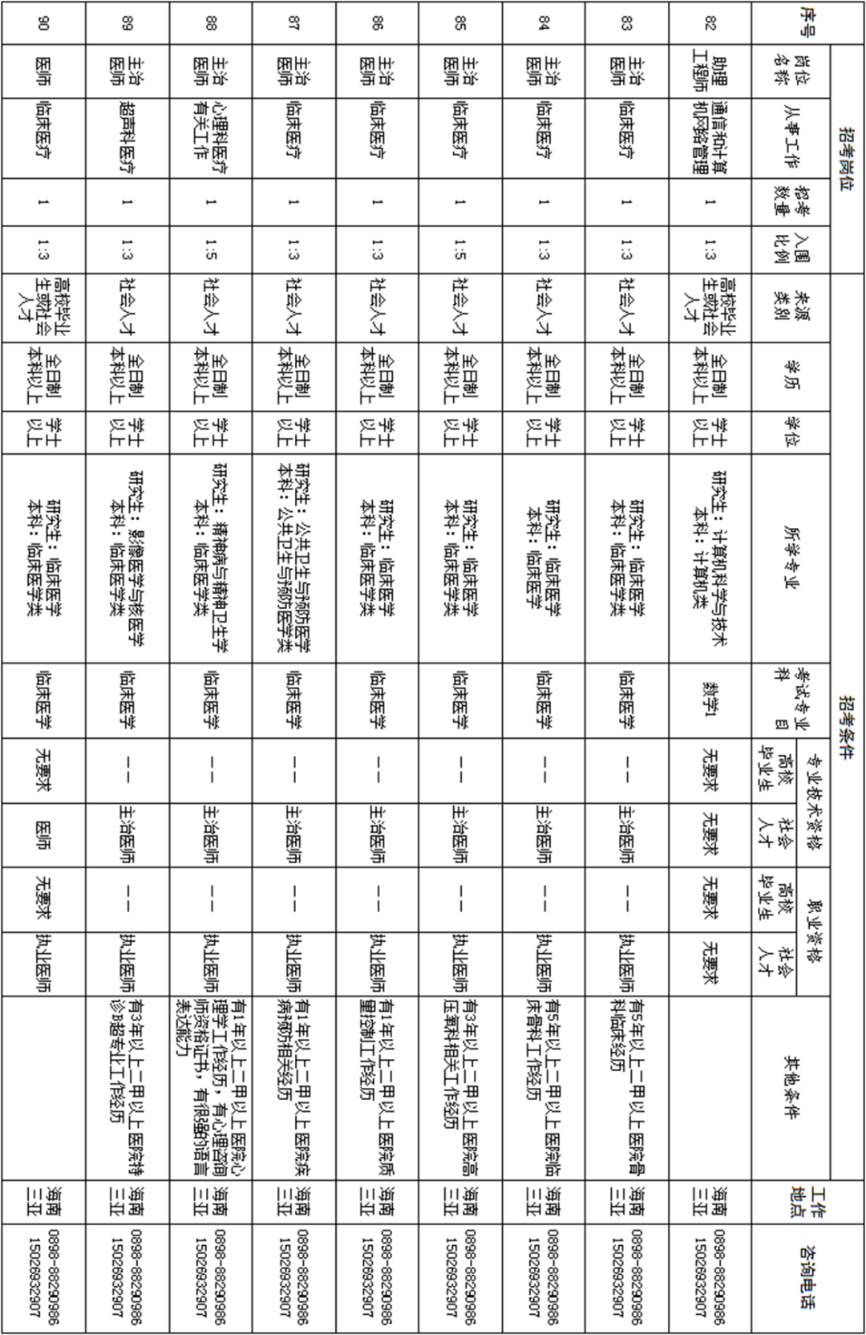 序号
招考岗位
招考条件
工作
地点
咨询电话
岗位
名称
从事工作
招考
数量
入围
比例
来源
类别
学历
学位
所学专业
考试专业
科 目
专业技术资格
高校
毕业生
社会
人才
职业资格
高校
毕业生
社会
人才
其他条件
82
助理
工程师
通信和计算
机网络管理
1
1:3
高校毕业
生或社会
人才
全日制
本科以上
学士
以上
研究生：计算机科学与技术
本科：计算机类
数学1
无要求
无要求
无要求
无要求
海南
三亚
0898-88290986
15026932907
83
主治
医师
临床医疗
1
1:3
社会人才
全日制
本科以上
学士
以上
研究生：临床医学
本科：临床医学类
临床医学
——
主治医师
——
执业医师
有5年以上二甲以上医院骨
科临床经历
海南
三亚
0898-88290986
15026932907
84
主治
医师
临床医疗
1
1:3
社会人才
全日制
本科以上
学士
以上
研究生：临床医学
本科：临床医学
临床医学
——
主治医师
——
执业医师
有5年以上二甲以上医院临
床骨科工作经历
海南
三亚
0898-88290986
15026932907
85
主治
医师
临床医疗
1
1:5
社会人才
全日制
本科以上
学士
以上
研究生：临床医学
本科：临床医学类
临床医学
——
主治医师
——
执业医师
有3年以上二甲以上医院高
压氧科相关工作经历
海南
三亚
0898-88290986
15026932907
86
主治
医师
临床医疗
1
1:3
社会人才
全日制
本科以上
学士
以上
研究生：临床医学
本科：临床医学类
临床医学
——
主治医师
——
执业医师
有1年以上二甲以上医院质
量控制工作经历
海南
三亚
0898-88290986
15026932907
87
主治
医师
临床医疗
1
1:3
社会人才
全日制
本科以上
学士
以上
研究生：公共卫生与预防医学
本科：公共卫生与预防医学类
临床医学
——
主治医师
——
执业医师
有1年以上二甲以上医院疾
病预防相关经历
海南
三亚
0898-88290986
15026932907
88
主治
医师
心理科医疗
有关工作
1
1:5
社会人才
全日制
本科以上
学士
以上
研究生：精神病与精神卫生学
本科：临床医学类
临床医学
——
主治医师
——
执业医师
有1年以上二甲以上医院心
理学工作经历，有心理咨询
师资格证书，有很强的语言
表达能力
海南
三亚
0898-88290986
15026932907
89
主治
医师
超声科医疗
1
1:3
社会人才
全日制
本科以上
学士
以上
研究生：影像医学与核医学
本科：临床医学类
临床医学
——
主治医师
——
执业医师
有3年以上二甲以上医院特
诊B超专业工作经历
海南
三亚
0898-88290986
15026932907
90
医师
临床医疗
1
1:3
高校毕业
生或社会
人才
全日制
本科以上
学士
以上
研究生：临床医学
本科：临床医学类
临床医学
无要求
医师
无要求
执业医师
海南
三亚
0898-88290986
15026932907